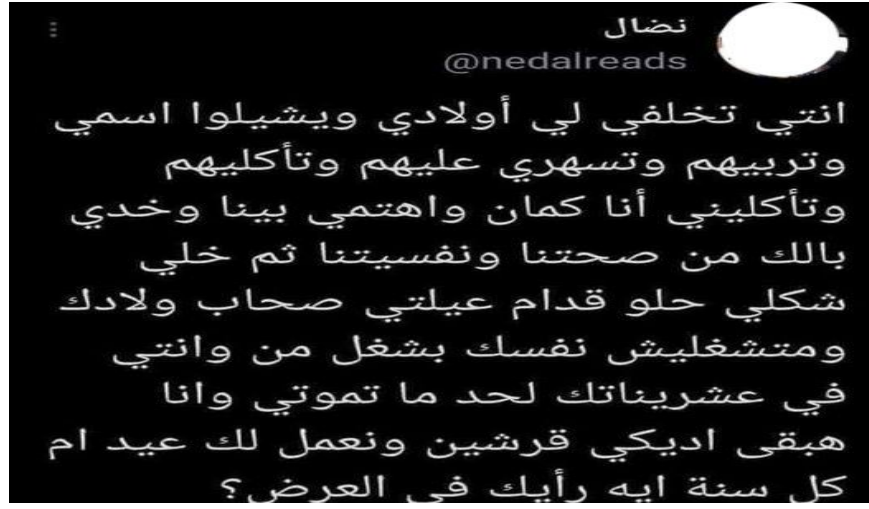 نضال
@nedalreads
انتي تخلفي لي أولادي ويشيلوا اسمي
وتربيهم وتسهري عليهم وتأكليهم
وتأكليني أنا كمان واهتمي بينا وخدي
بالك من صحتنا ونفسيتنا ثم خلي
شكلي حلو قدام عيلتي صحاب ولادك
ومتشغليش نفسك بشغل من وانتي
في عشريناتك لحد ما تموتي وانا
هبقى اديكي قرشين ونعمل لك عيد ام
كل سنة ايه رأيك في العرض؟